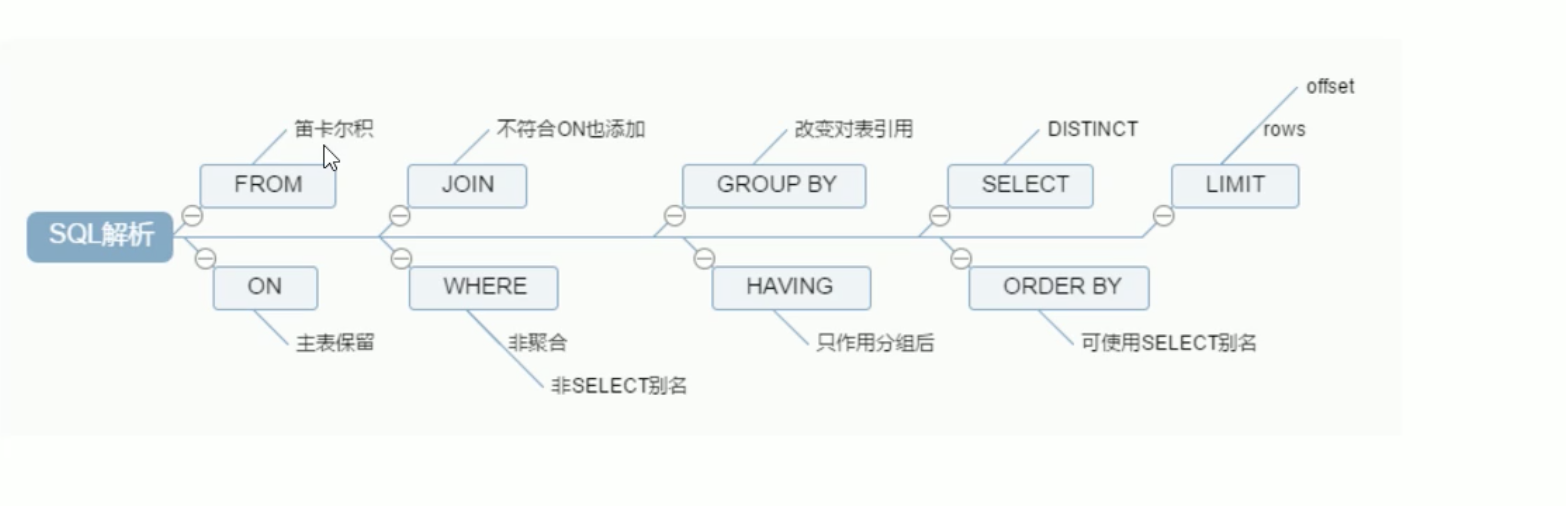 SQL解析
FROM
笛卡尔积
ON
主表保留
JOIN
不符合ON也添加
WHERE
非聚合
非SELECT别名
GROUP BY
改变对表引用
HAVING
只作用分组后
SELECT
DISTINCT
ORDER BY
可使用SELECT别名
LIMIT
rows
offset